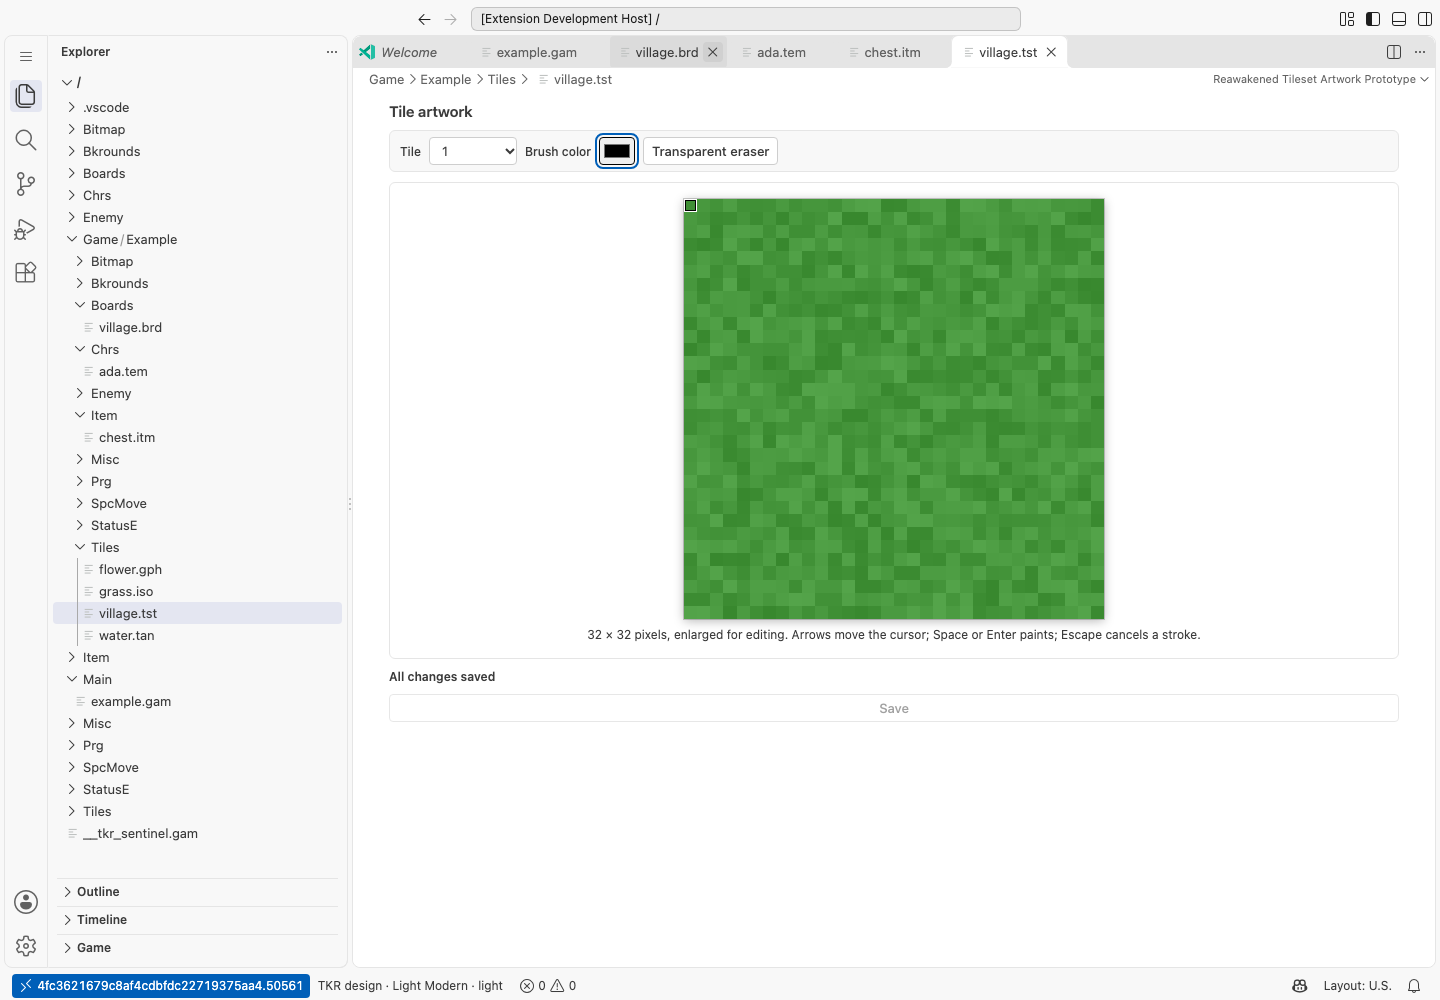 [Extension Development Host] /
Explorer
/
.vscode
Bitmap
Bkrounds
Boards
Chrs
Enemy
Game / Example
Bitmap
Bkrounds
Boards
village.brd
Chrs
ada.tem
Enemy
Item
chest.itm
Misc
Prg
SpcMove
StatusE
Tiles
flower.gph
grass.iso
village.tst
water.tan
Item
Main
example.gam
Misc
Prg
SpcMove
StatusE
Tiles
__tkr_sentinel.gam
Outline
Timeline
Game
Welcome example.gam village.brd ada.tem chest.itm village.tst
Game > Example > Tiles > village.tst
Reawakened Tileset Artwork Prototype
Tile artwork
Tile 1 Brush color Transparent eraser
32 × 32 pixels, enlarged for editing. Arrows move the cursor; Space or Enter paints; Escape cancels a stroke.
All changes saved
Save
4fc3621679c8af4cdbfdc22719375aa4.50561 TKR design · Light Modern · light 0 0 Layout: U.S.